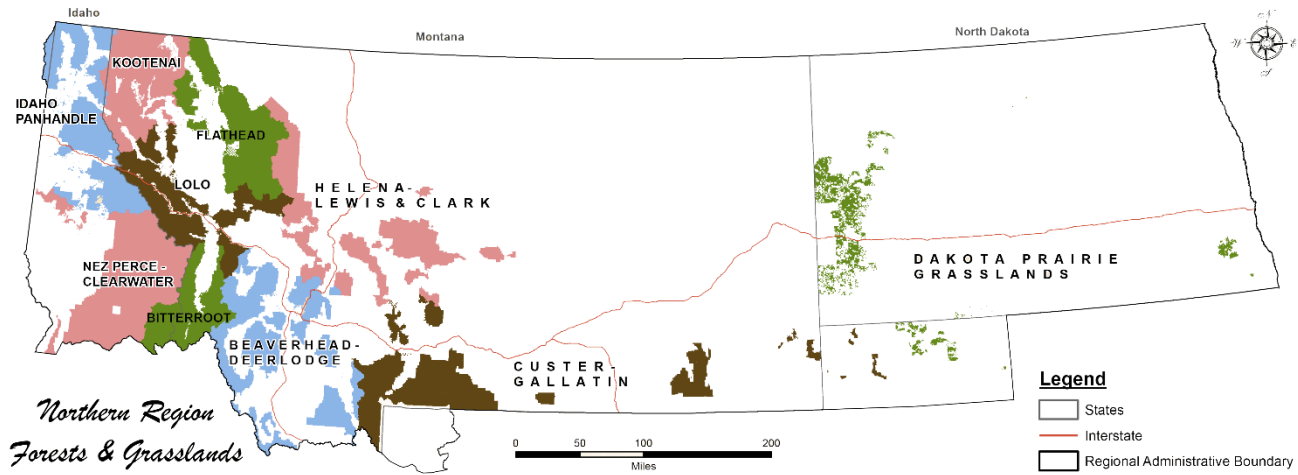 Idaho
Montana
North Dakota
N
W
E
S
KOOTENAI
IDAHO
PANHANDLE
FLATHEAD
LOLO
HELENA-
LEWIS & CLARK
NEZ PERCE -
CLEARWATER
DAKOTA PRAIRIE
GRASSLANDS
BITTERROOT
BEAVERHEAD-
DEERLODGE
CUSTER-
GALLATIN
Northern Region
Forests & Grasslands
0 50 100 200
Miles
Legend
States
Interstate
Regional Administrative Boundary